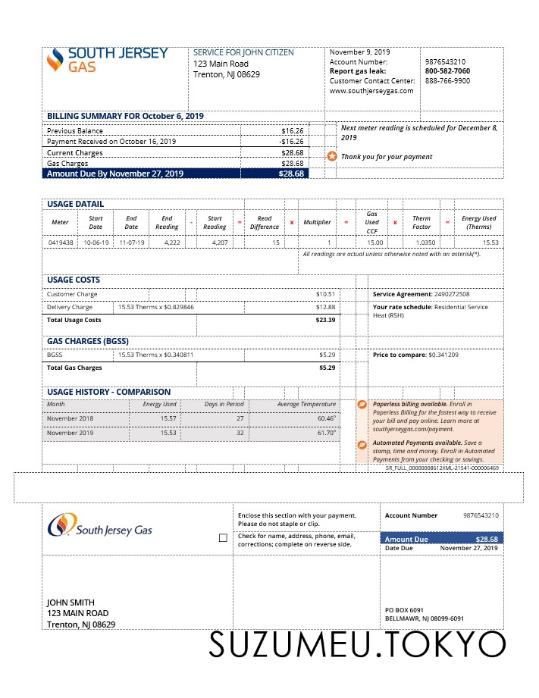 SOUTH JERSEY
GAS
SERVICE FOR JOHN CITIZEN
123 Main Road
Trenton, NJ 08629
November 9, 2019
Account Number: 9876543210
Report gas leak: 800-582-7060
Customer Contact Center: 888-766-9900
www.southjerseygas.com
BILLING SUMMARY FOR October 6, 2019
Previous Balance $16.26
Payment Received on October 16, 2019 -$16.26
Current Charges $28.68
Gas Charges $28.68
Amount Due By November 27, 2019 $28.68
Next meter reading is scheduled for December 8,
2019
Thank you for your payment
USAGE DATAIL
Meter Start Date End Date End Reading - Start Reading = Read Difference x Multiplier = Gas Used CCF x Therm Factor = Energy Used (Therms)
0419438 10-06-19 11-07-19 4,222 4,207 15 1 15.00 1.0350 15.53
All readings are actual unless otherwise noted with an asterisk(*).
USAGE COSTS
Customer Charge $10.51
Delivery Charge 15.53 Therms x $0.829846 $12.88
Total Usage Costs $23.39
Service Agreement: 2490272508
Your rate schedule: Residential Service
Heat (RSH)
GAS CHARGES (BGSS)
BGSS 15.53 Therms x $0.340811 $5.29
Total Gas Charges $5.29
Price to compare: $0.341209
USAGE HISTORY - COMPARISON
Month Energy Used Days in Period Average Temperature
November 2018 15.57 27 60.46°
November 2019 15.53 32 61.70°
Paperless billing available. Enroll in
Paperless Billing for the fastest way to receive
your bill and pay online. Learn more at
southjerseygas.com/payment.
Automated Payments available. Save a
stamp, time and money. Enroll in Automated
Payments from your checking or savings.
South Jersey Gas
Enclose this section with your payment.
Please do not staple or clip.
Check for name, address, phone, email,
corrections; complete on reverse side.
Account Number 9876543210
Amount Due $28.68
Date Due November 27, 2019
JOHN SMITH
123 MAIN ROAD
Trenton, NJ 08629
PO BOX 6091
BELLMAWR, NJ 08099-6091
SUZUMEU.TOKYO